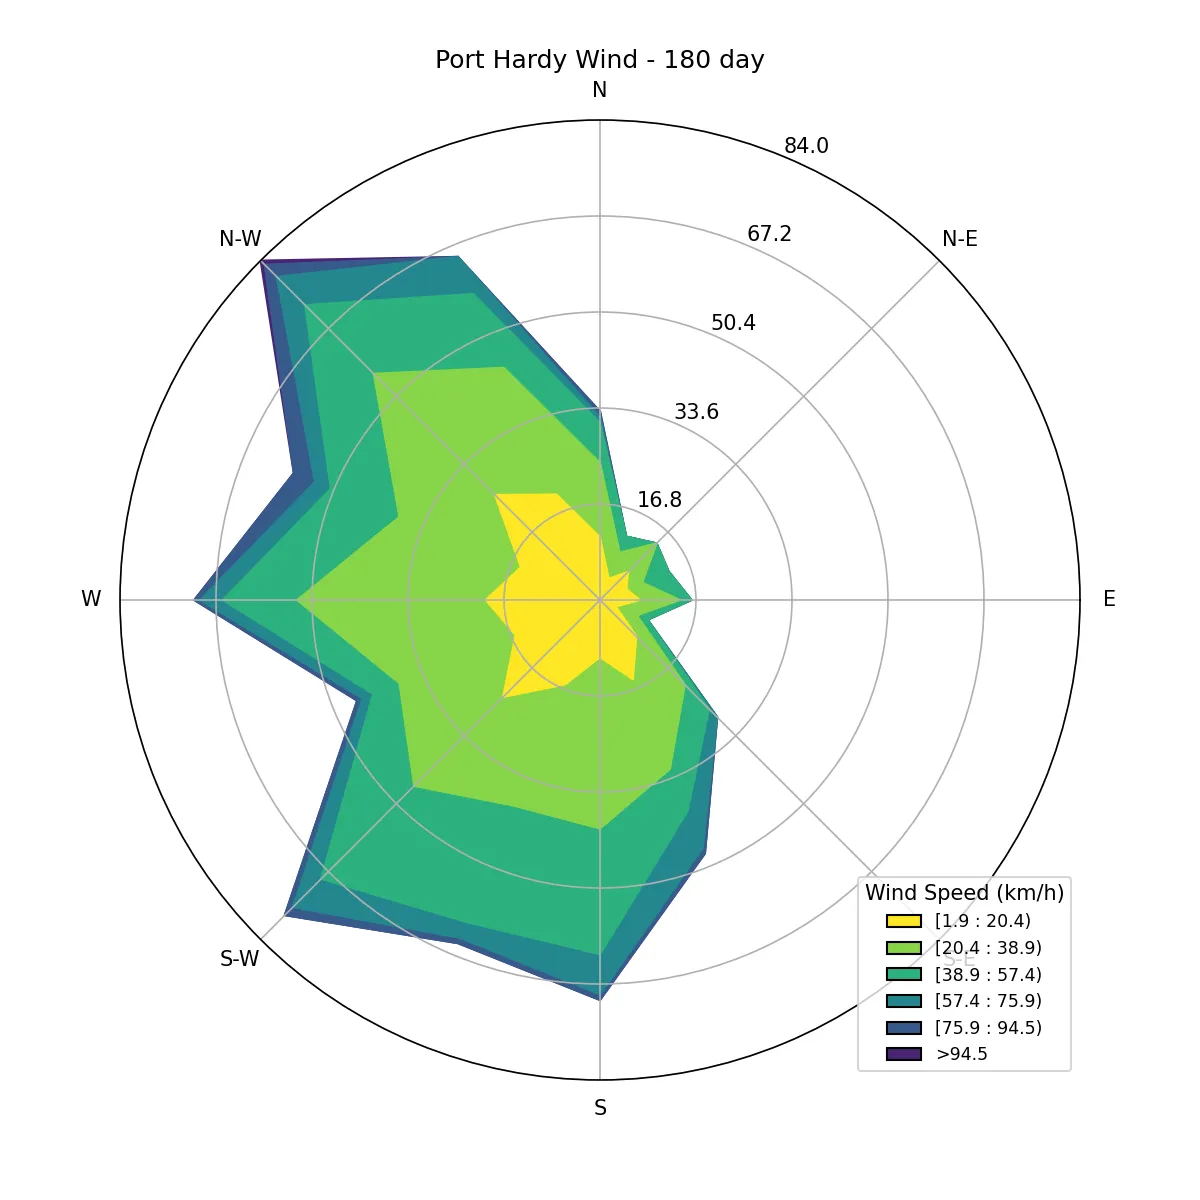 Port Hardy Wind - 180 day
N
84.0
67.2
N-W
N-E
50.4
33.6
16.8
W
E
Wind Speed (km/h)
[1.9 : 20.4)
[20.4 : 38.9)
S-W
S-E
[38.9 : 57.4)
[57.4 : 75.9)
[75.9 : 94.5)
>94.5
S